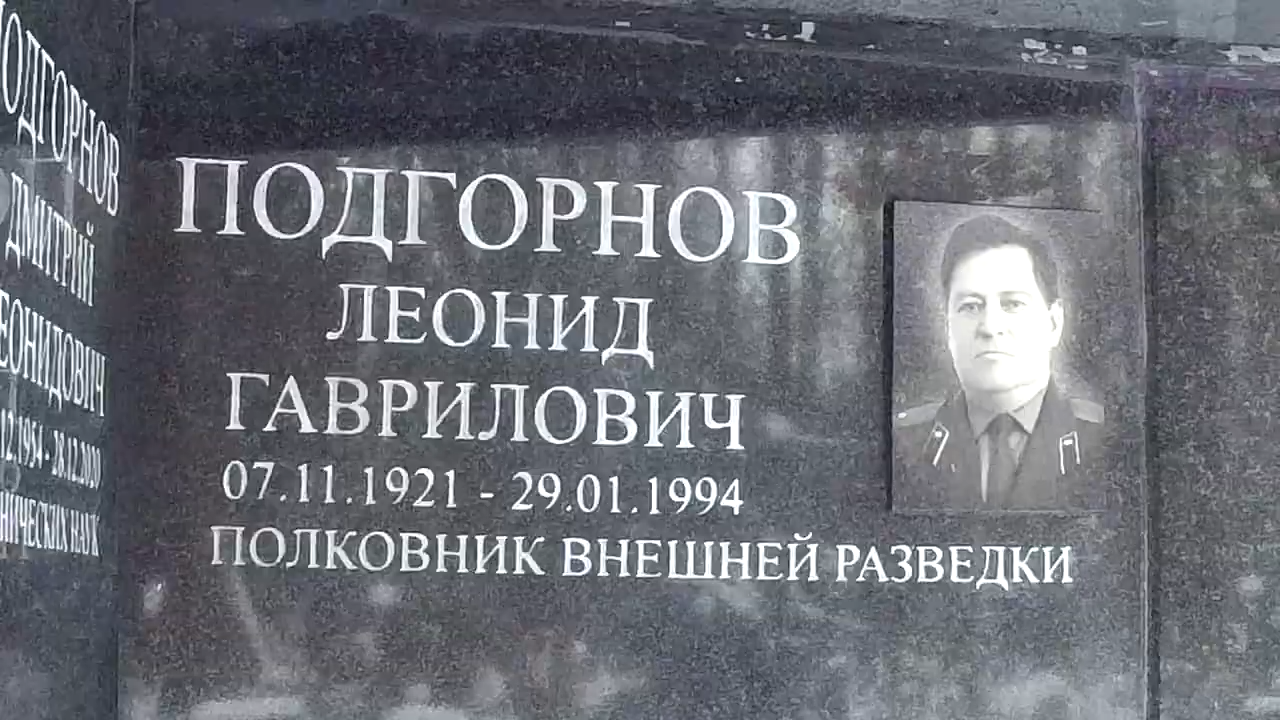 ПОДГОРНОВ
ДМИТРИЙ
ПОДГОРНОВ
ЛЕОНИД
ГАВРИЛОВИЧ
07.11.1921 - 29.01.1994
ПОЛКОВНИК ВНЕШНЕЙ РАЗВЕДКИ